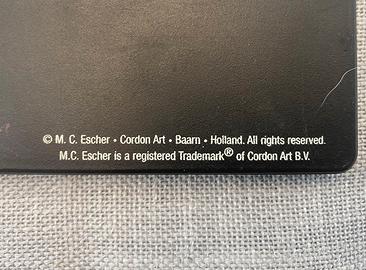 © M. C. Escher • Cordon Art • Baarn • Holland. All rights reserved.
M.C. Escher is a registered Trademark® of Cordon Art B.V.